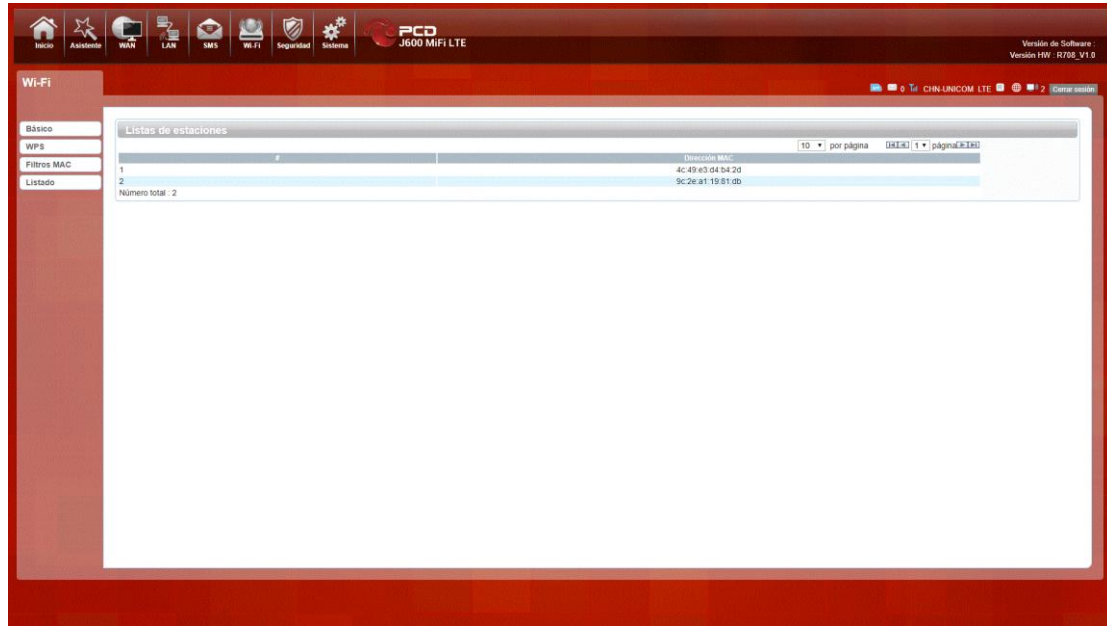 Inicio Asistente WAN LAN SMS Wi-Fi Seguridad Sistema
PCD
J600 MiFi LTE
Versión de Software :
Versión HW : R708_V1.0
Wi-Fi
0 CHN-UNICOM LTE 2 Cerrar sesión
Básico
WPS
Filtros MAC
Listado
Listas de estaciones
10 por página 1 página
# Dirección MAC
1 4c:49:e3:d4:b4:2d
2 9c:2e:a1:19:81:db
Número total : 2